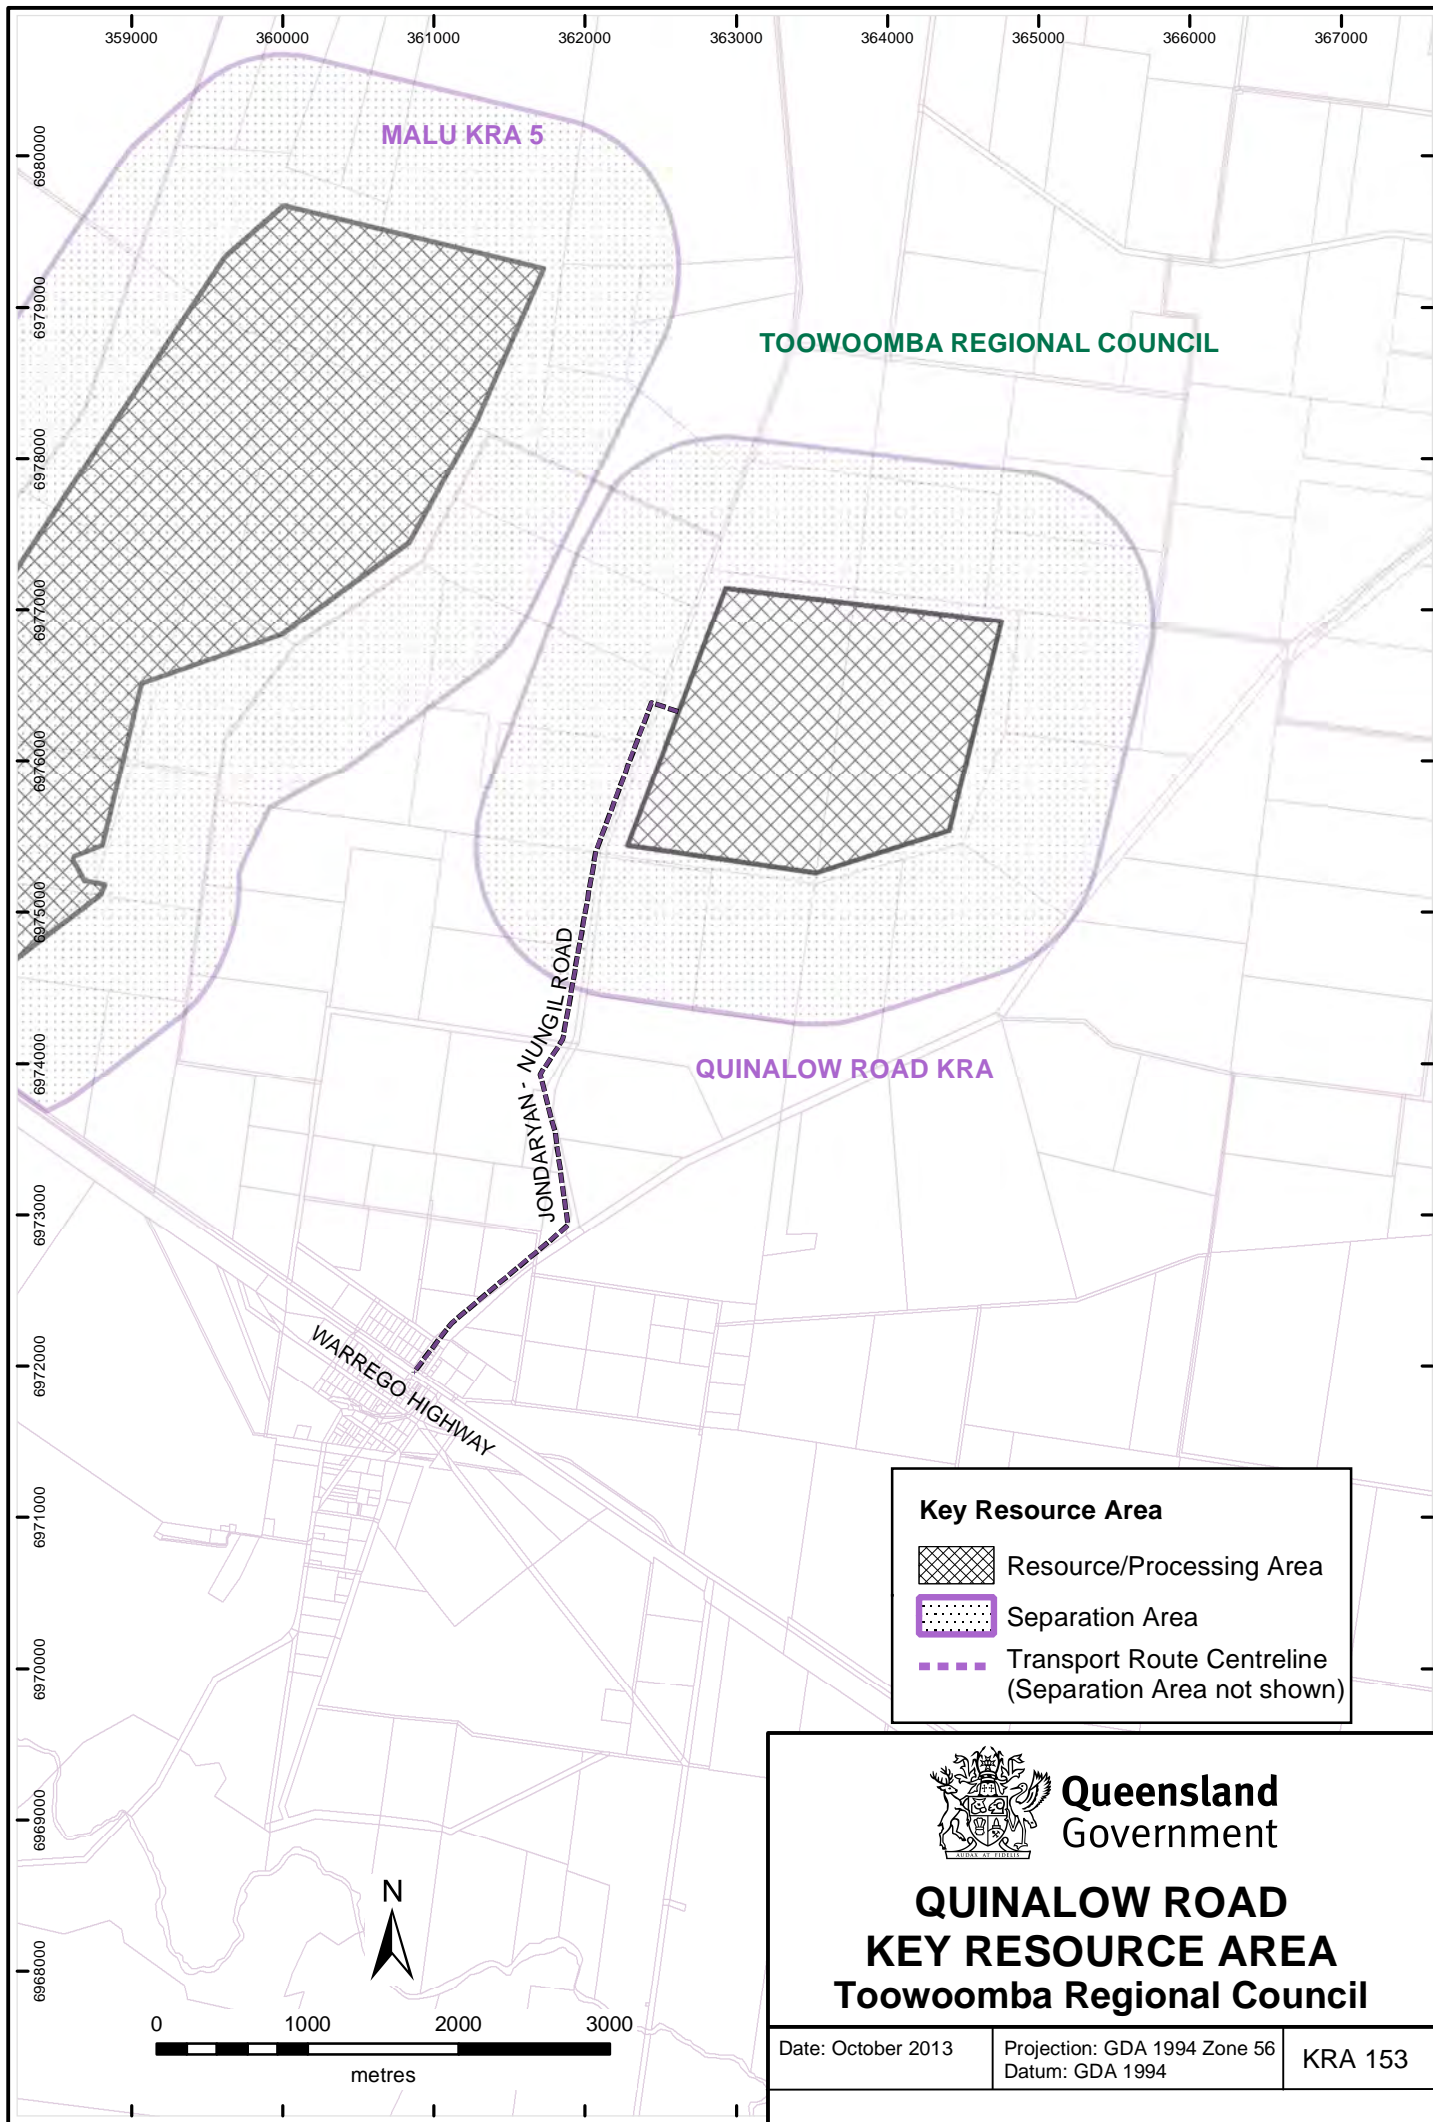 359000 360000 361000 362000 363000 364000 365000 366000 367000
6980000
6979000
6978000
6977000
6976000
6975000
6974000
6973000
6972000
6971000
6970000
6969000
6968000
MALU KRA 5
TOOWOOMBA REGIONAL COUNCIL
QUINALOW ROAD KRA
JONDARYAN - NUNGIL ROAD
WARREGO HIGHWAY
Key Resource Area
Resource/Processing Area
Separation Area
Transport Route Centreline
(Separation Area not shown)
N
0 1000 2000 3000
metres
AUDAX AT FIDELIS
Queensland
Government
QUINALOW ROAD
KEY RESOURCE AREA
Toowoomba Regional Council
Date: October 2013
Projection: GDA 1994 Zone 56
Datum: GDA 1994
KRA 153